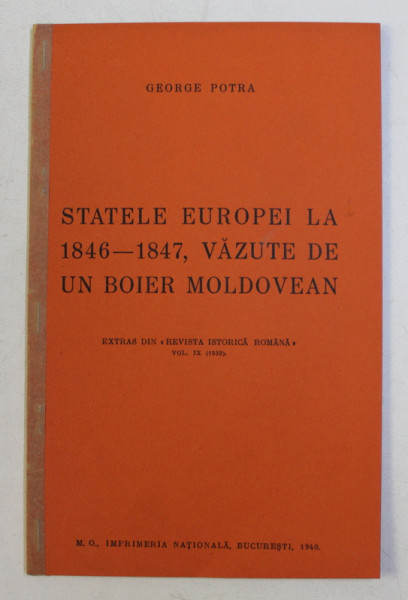 GEORGE POTRA
STATELE EUROPEI LA
1846—1847, VĂZUTE DE
UN BOIER MOLDOVEAN
EXTRAS DIN «REVISTA ISTORICĂ ROMÂNĂ»
VOL. IX (1939).
M. O., IMPRIMERIA NAȚIONALĂ, BUCUREȘTI, 1940.